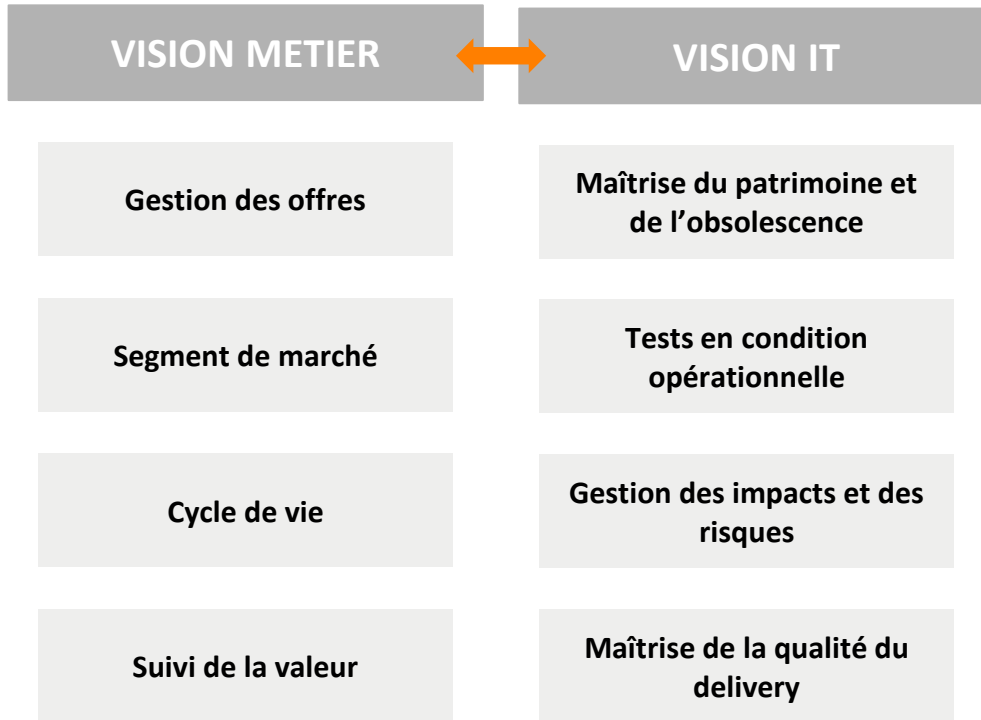 VISION METIER
VISION IT
Gestion des offres
Maîtrise du patrimoine et
de l’obsolescence
Segment de marché
Tests en condition
opérationnelle
Cycle de vie
Gestion des impacts et des
risques
Suivi de la valeur
Maîtrise de la qualité du
delivery